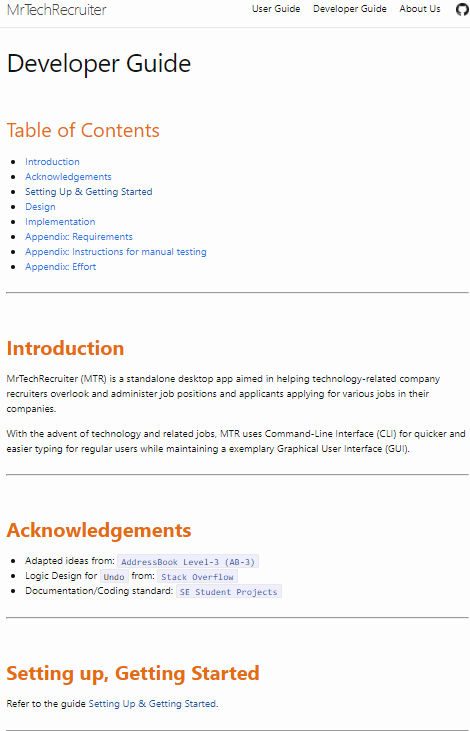 MrTechRecruiter User Guide Developer Guide About Us
Developer Guide
Table of Contents
Introduction
Acknowledgements
Setting Up & Getting Started
Design
Implementation
Appendix: Requirements
Appendix: Instructions for manual testing
Appendix: Effort
Introduction
MrTechRecruiter (MTR) is a standalone desktop app aimed in helping technology-related company
recruiters overlook and administer job positions and applicants applying for various jobs in their
companies.
With the advent of technology and related jobs, MTR uses Command-Line Interface (CLI) for quicker and
easier typing for regular users while maintaining a exemplary Graphical User Interface (GUI).
Acknowledgements
Adapted ideas from: AddressBook Level-3 (AB-3)
Logic Design for Undo from: Stack Overflow
Documentation/Coding standard: SE Student Projects
Setting up, Getting Started
Refer to the guide Setting Up & Getting Started.